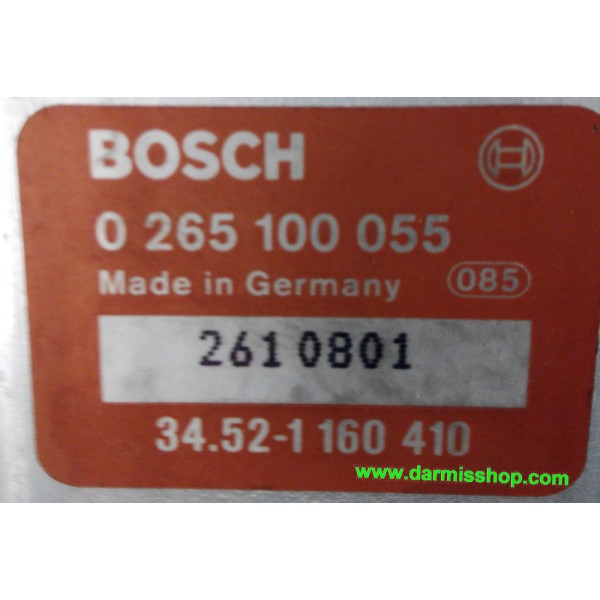 BOSCH
0 265 100 055
Made in Germany 085
2610801
34.52-1 160 410
www.darmisshop.com